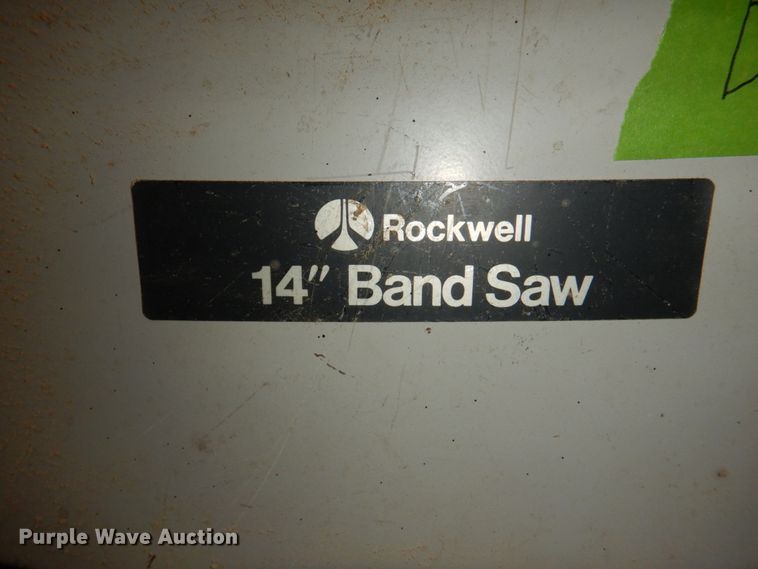 Rockwell
14" Band Saw
Purple Wave Auction